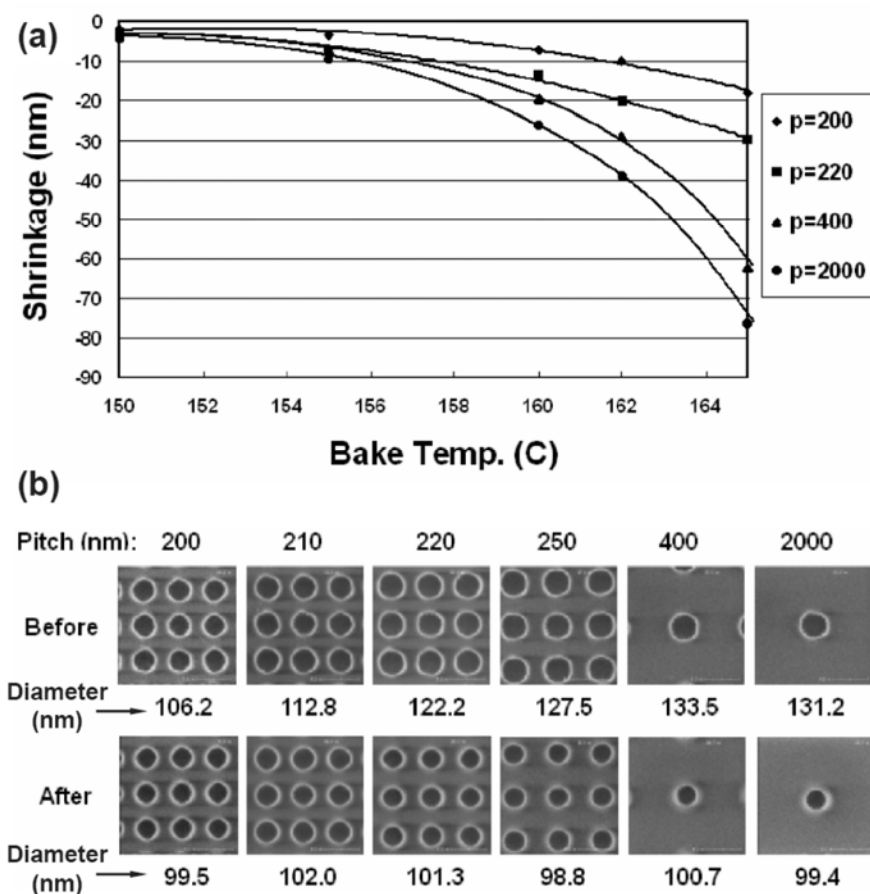 (a)
0
-10
-20
-30
-40
-50
-60
-70
-80
-90
Shrinkage (nm)
150 152 154 156 158 160 162 164
Bake Temp. (C)
p=200
p=220
p=400
p=2000
(b)
Pitch (nm): 200 210 220 250 400 2000
Before
Diameter
(nm) 106.2 112.8 122.2 127.5 133.5 131.2
After
Diameter
(nm) 99.5 102.0 101.3 98.8 100.7 99.4